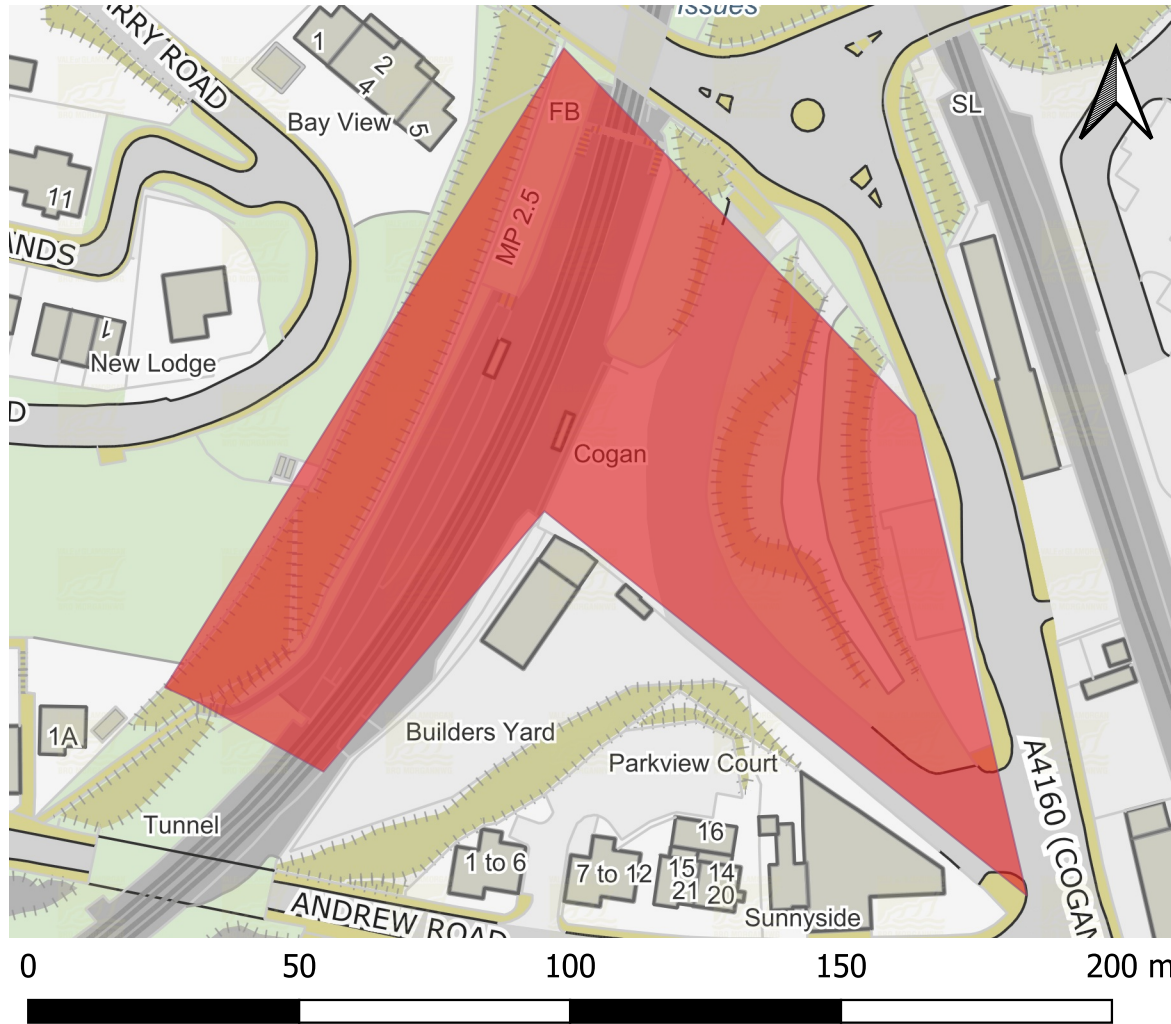 Issues
RRY ROAD
1
2
4
5
Bay View
FB
SL
11
MP 2.5
ANDS
1
New Lodge
D
Cogan
1A
Builders Yard
Parkview Court
Tunnel
16
1 to 6
7 to 12
15
14
21
20
Sunnyside
ANDREW ROAD
A4160 (COGAN
0 50 100 150 200 m